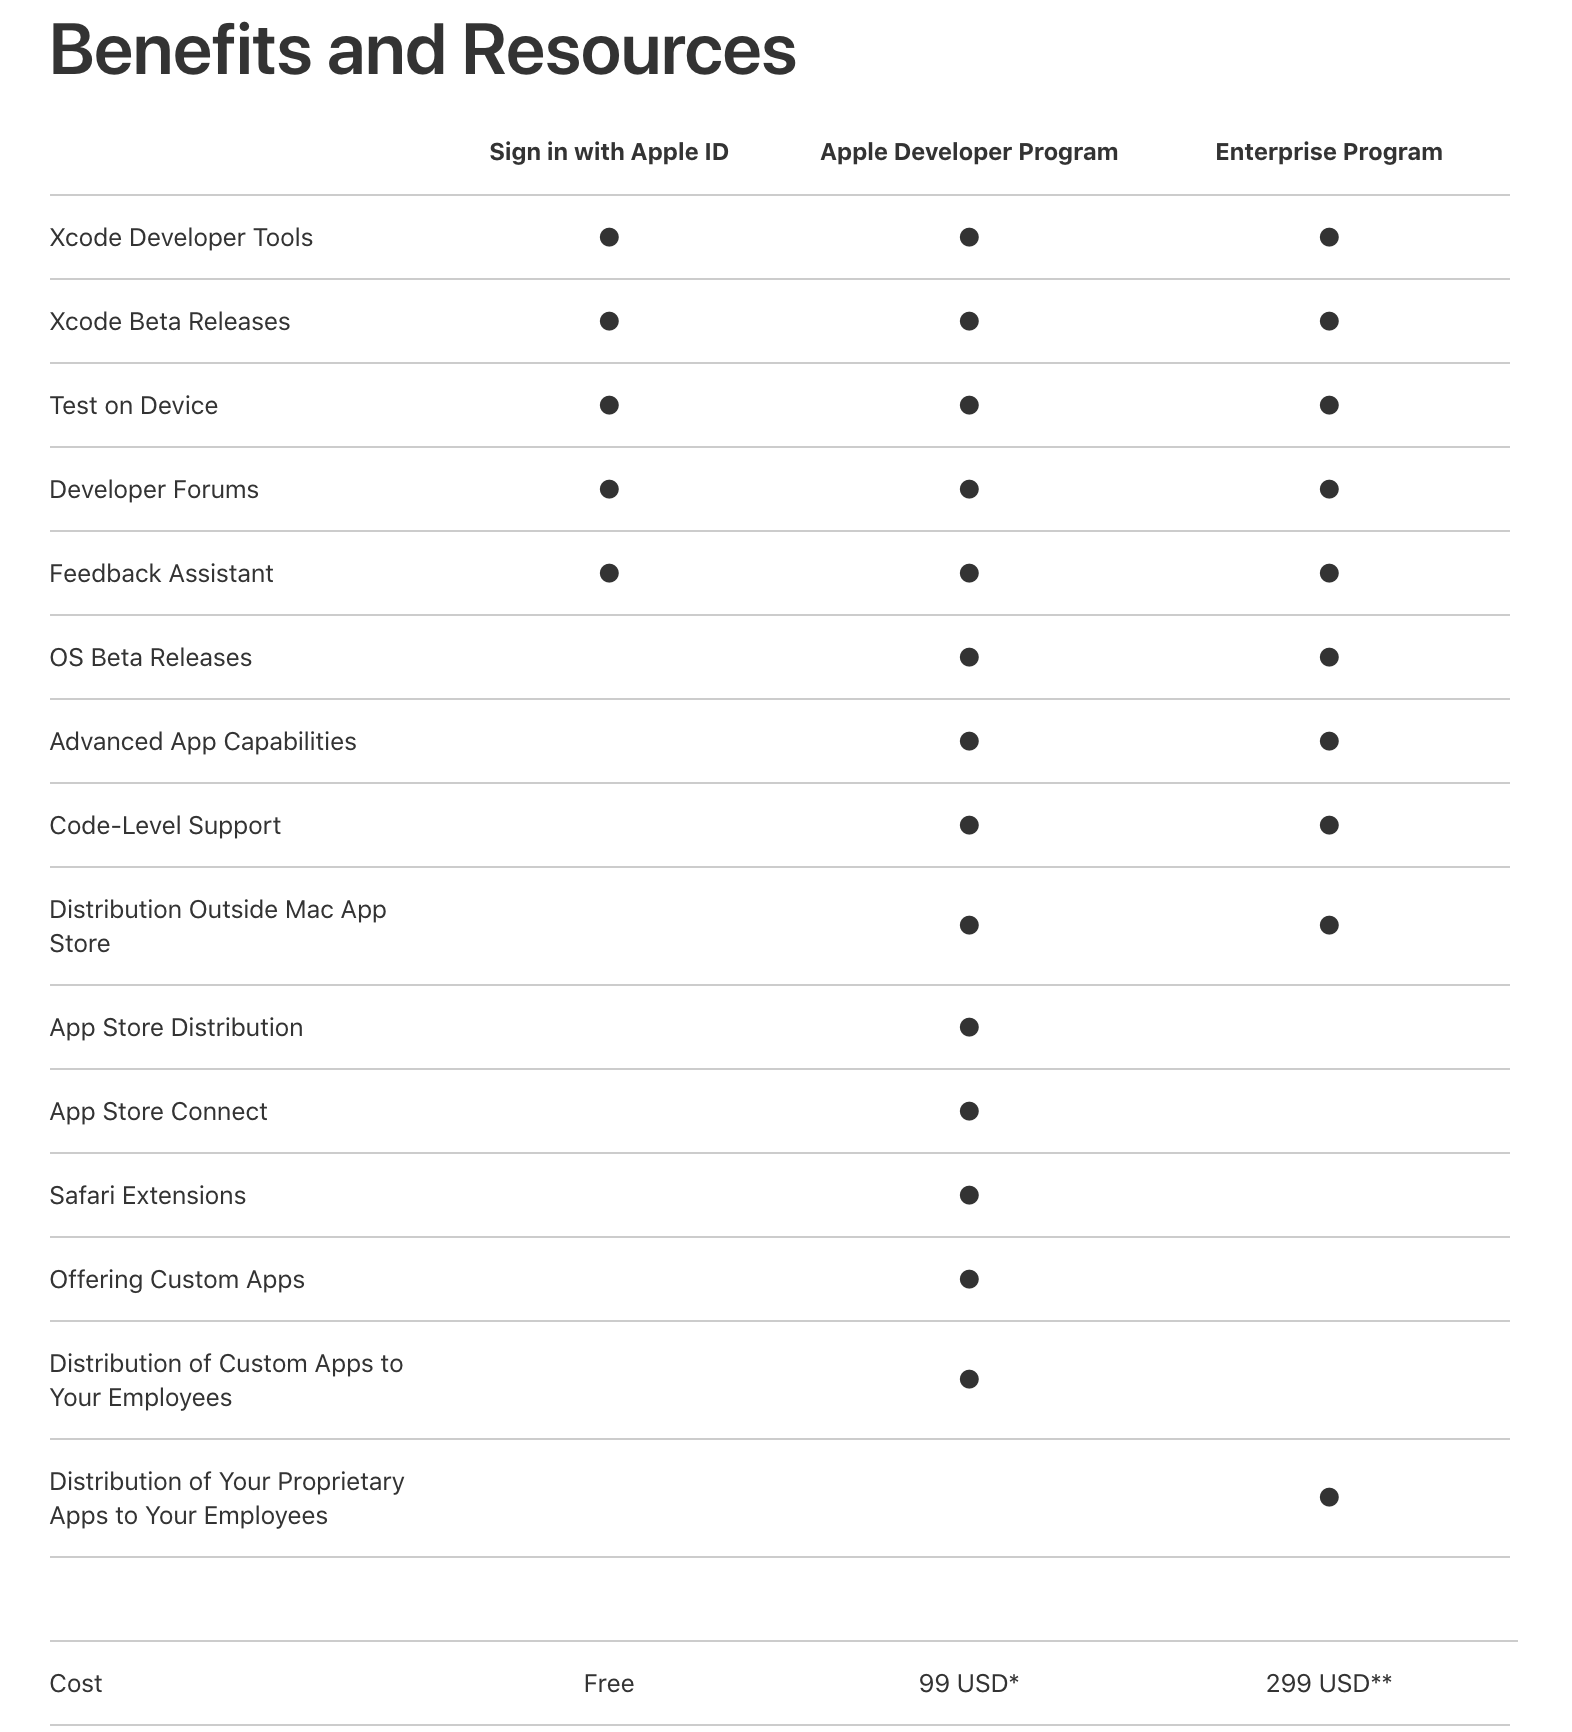 Benefits and Resources
Sign in with Apple ID Apple Developer Program Enterprise Program
Xcode Developer Tools ● ● ●
Xcode Beta Releases ● ● ●
Test on Device ● ● ●
Developer Forums ● ● ●
Feedback Assistant ● ● ●
OS Beta Releases ● ●
Advanced App Capabilities ● ●
Code-Level Support ● ●
Distribution Outside Mac App
Store ● ●
App Store Distribution ●
App Store Connect ●
Safari Extensions ●
Offering Custom Apps ●
Distribution of Custom Apps to
Your Employees ●
Distribution of Your Proprietary
Apps to Your Employees ●
Cost Free 99 USD* 299 USD**